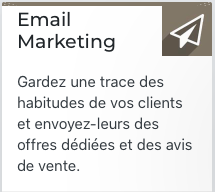 Email
Marketing
Gardez une trace des
habitudes de vos clients
et envoyez-leurs des
offres dédiées et des avis
de vente.